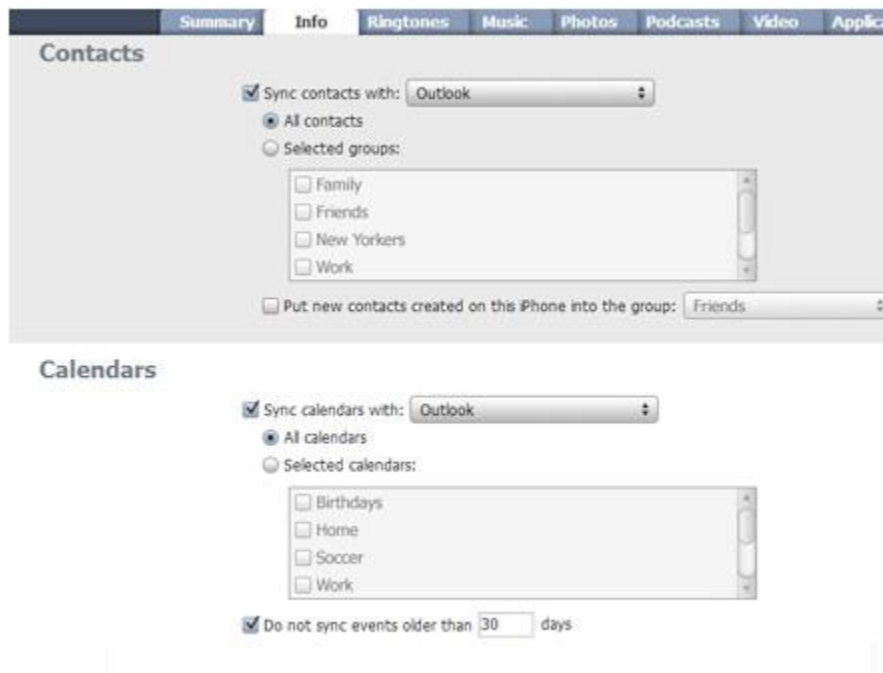 Summary Info Ringtones Music Photos Podcasts Video Applica
Contacts
Sync contacts with: Outlook
All contacts
Selected groups:
Family
Friends
New Yorkers
Work
Put new contacts created on this iPhone into the group: Friends
Calendars
Sync calendars with: Outlook
All calendars
Selected calendars:
Birthdays
Home
Soccer
Work
Do not sync events older than 30 days